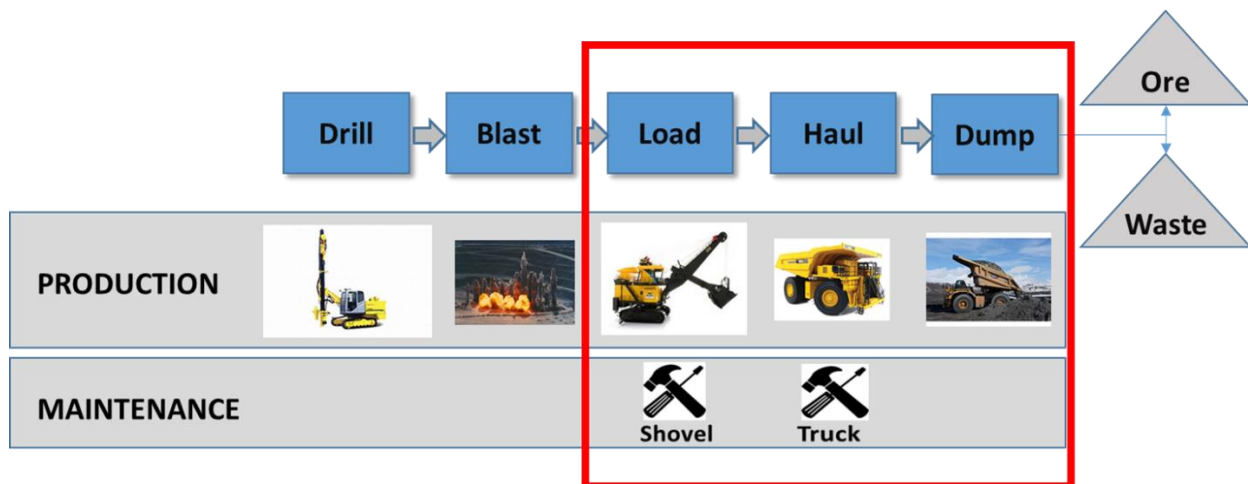 Drill
Blast
Load
Haul
Dump
Ore
Waste
PRODUCTION
MAINTENANCE
Shovel
Truck